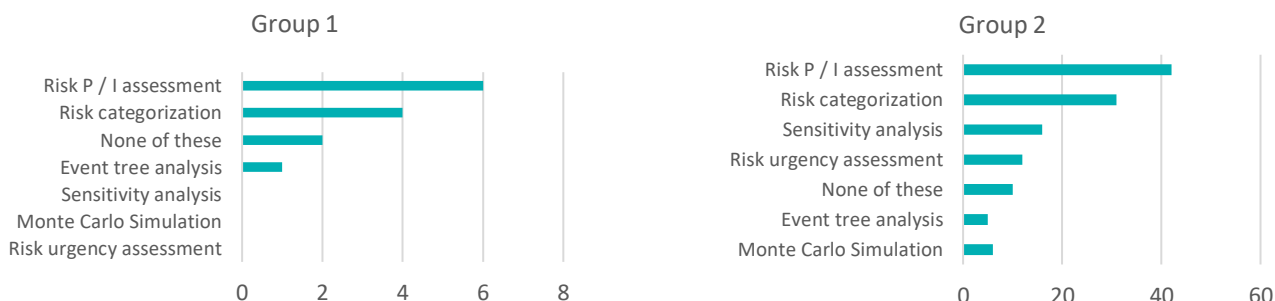 Group 1
Risk P / I assessment
Risk categorization
None of these
Event tree analysis
Sensitivity analysis
Monte Carlo Simulation
Risk urgency assessment
0 2 4 6 8
Group 2
Risk P / I assessment
Risk categorization
Sensitivity analysis
Risk urgency assessment
None of these
Event tree analysis
Monte Carlo Simulation
0 20 40 60